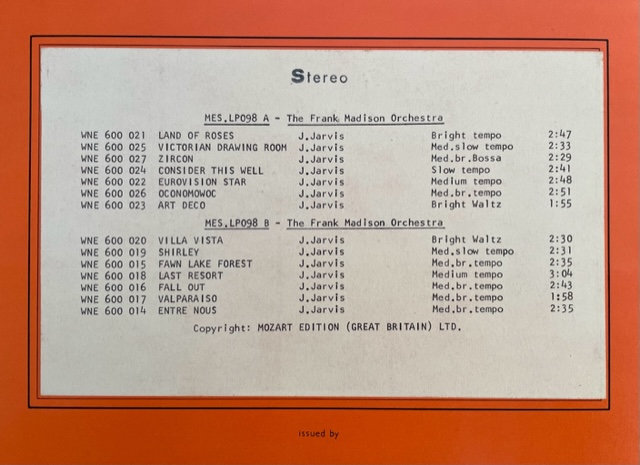 Stereo
MES.LP098 A - The Frank Madison Orchestra
WNE 600 021 LAND OF ROSES J.Jarvis Bright tempo 2:47
WNE 600 025 VICTORIAN DRAWING ROOM J.Jarvis Med.slow tempo 2:33
WNE 600 027 ZIRCON J.Jarvis Med.br.Bossa 2:29
WNE 600 024 CONSIDER THIS WELL J.Jarvis Slow tempo 2:41
WNE 600 022 EUROVISION STAR J.Jarvis Medium tempo 2:48
WNE 600 026 OCONOMOWOC J.Jarvis Med.br.tempo 2:51
WNE 600 023 ART DECO J.Jarvis Bright Waltz 1:55
MES.LP098 B - The Frank Madison Orchestra
WNE 600 020 VILLA VISTA J.Jarvis Bright Waltz 2:30
WNE 600 019 SHIRLEY J.Jarvis Med.slow tempo 2:31
WNE 600 015 FAWN LAKE FOREST J.Jarvis Med.br.tempo 2:35
WNE 600 018 LAST RESORT J.Jarvis Medium tempo 3:04
WNE 600 016 FALL OUT J.Jarvis Med.br.tempo 2:43
WNE 600 017 VALPARAISO J.Jarvis Med.br.tempo 1:58
WNE 600 014 ENTRE NOUS J.Jarvis Med.br.tempo 2:35
Copyright: MOZART EDITION (GREAT BRITAIN) LTD.
issued by